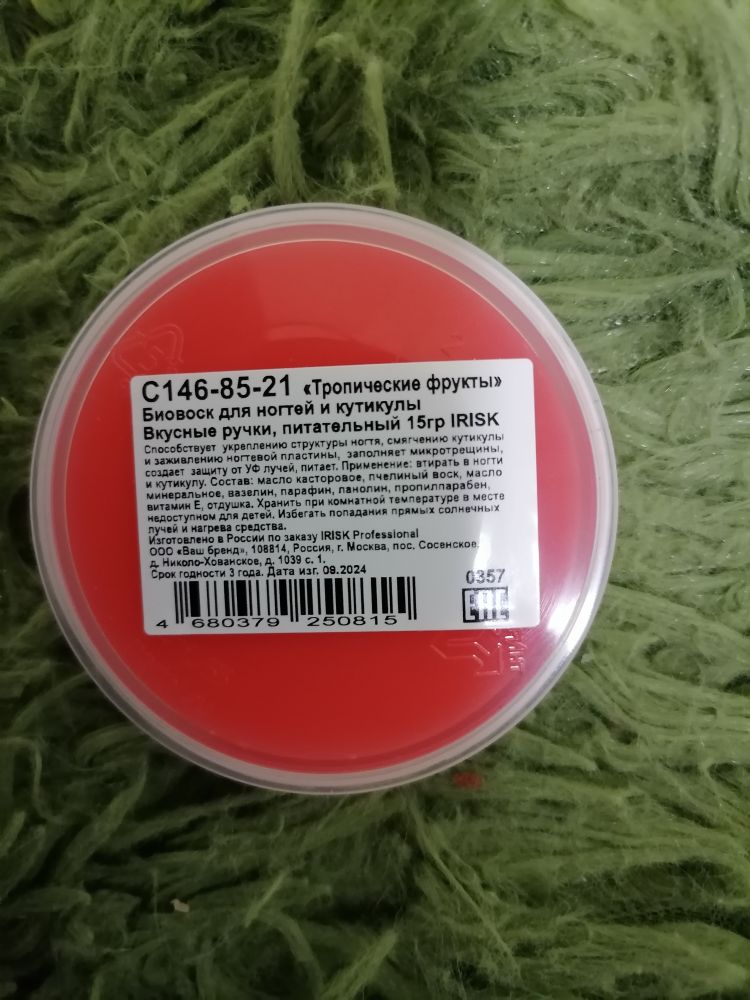 C146-85-21 «Тропические фрукты»
Биовоск для ногтей и кутикулы
Вкусные ручки, питательный 15гр IRISK
Способствует укреплению структуры ногтя, смягчению кутикулы
и заживлению ногтевой пластины, заполняет микротрещины,
создает защиту от УФ лучей, питает. Применение: втирать в ногти
и кутикулу. Состав: масло касторовое, пчелиный воск, масло
минеральное, вазелин, парафин, ланолин, пропилпарабен,
витамин Е, отдушка. Хранить при комнатной температуре в месте
недоступном для детей. Избегать попадания прямых солнечных
лучей и нагрева средства.
Изготовлено в России по заказу IRISK Professional
ООО «Ваш бренд», 108814, Россия, г. Москва, пос. Сосенское,
д. Николо-Хованское, д. 1039 с. 1.
Срок годности 3 года. Дата изг. 09.2024
0357
EAC
4 680379 250815